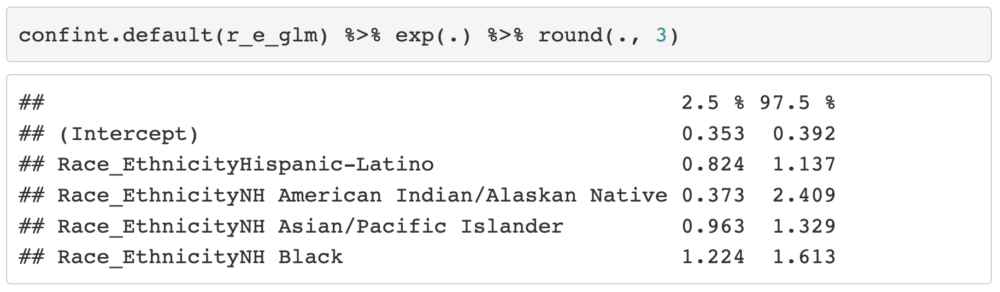 confint.default(r_e_glm) %>% exp(.) %>% round(., 3)
##                                                2.5 % 97.5 %
## (Intercept)                                    0.353  0.392
## Race_EthnicityHispanic-Latino                  0.824  1.137
## Race_EthnicityNH American Indian/Alaskan Native 0.373  2.409
## Race_EthnicityNH Asian/Pacific Islander        0.963  1.329
## Race_EthnicityNH Black                         1.224  1.613